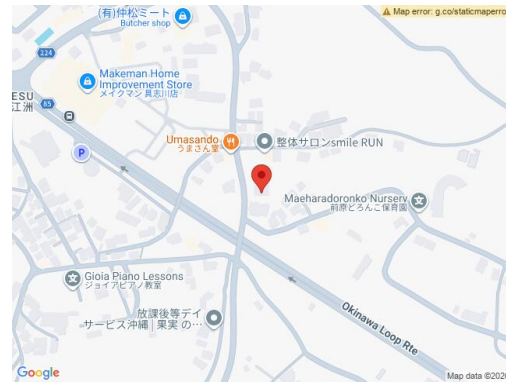 (有)仲松ミート
Butcher shop
Map error: g.co/staticmaperro
224
Makeman Home
Improvement Store
メイクマン 具志川店
ESU
江洲
85
P
Umasando
うまさん堂
整体サロンsmile RUN
Maeharadoronko Nursery
前原どろんこ保育園
Gioia Piano Lessons
ジョイアピアノ教室
放課後等デイ
サービス沖縄 | 果実 の…
Okinawa Loop Rte
Google
Map data ©2026